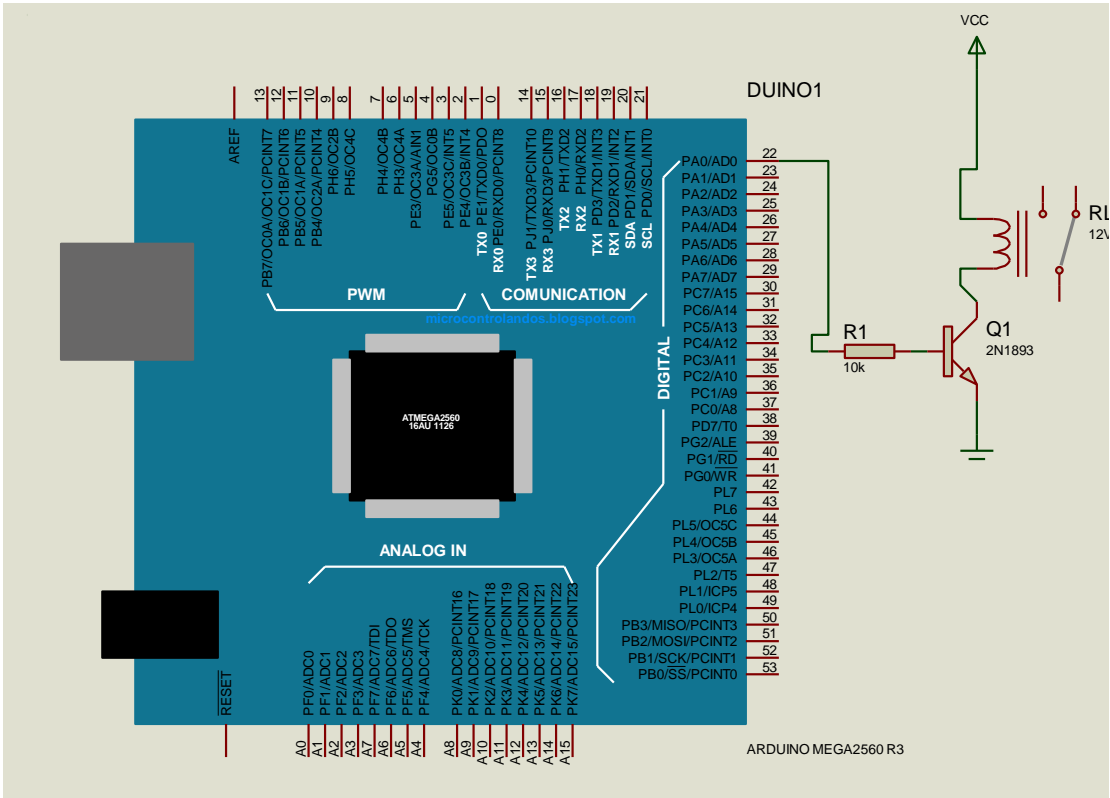 VCC
DUINO1
AREF
13
12
11
10
9
8
7
6
5
4
3
2
1
0
14
15
16
17
18
19
20
21
PB7/OC0A/OC1C/PCINT7
PB6/OC1B/PCINT6
PB5/OC1A/PCINT5
PB4/OC2A/PCINT4
PH6/OC2B
PH5/OC4C
PH4/OC4B
PH3/OC4A
PE3/OC3A/AIN1
PG5/OC0B
PE5/OC3C/INT5
PE4/OC3B/INT4
TX0 PE1/TXD0/PDO
RX0 PE0/RXD0/PCINT8
TX3 PJ1/TXD3/PCINT10
RX3 PJ0/RXD3/PCINT9
TX2 PH1/TXD2
RX2 PH0/RXD2
TX1 PD3/TXD1/INT3
RX1 PD2/RXD1/INT2
SDA PD1/SDA/INT1
SCL PD0/SCL/INT0
PWM
COMUNICATION
microcontrolandos.blogspot.com
DIGITAL
PA0/AD0 22
PA1/AD1 23
PA2/AD2 24
PA3/AD3 25
PA4/AD4 26
PA5/AD5 27
PA6/AD6 28
PA7/AD7 29
PC7/A15 30
PC6/A14 31
PC5/A13 32
PC4/A12 33
PC3/A11 34
PC2/A10 35
PC1/A9 36
PC0/A8 37
PD7/T0 38
PG2/ALE 39
PG1/RD 40
PG0/WR 41
PL7 42
PL6 43
PL5/OC5C 44
PL4/OC5B 45
PL3/OC5A 46
PL2/T5 47
PL1/ICP5 48
PL0/ICP4 49
PB3/MISO/PCINT3 50
PB2/MOSI/PCINT2 51
PB1/SCK/PCINT1 52
PB0/SS/PCINT0 53
RL
12V
R1
10k
Q1
2N1893
ATMEGA2560
16AU 1126
ANALOG IN
RESET
PF0/ADC0
PF1/ADC1
PF2/ADC2
PF3/ADC3
PF7/ADC7/TDI
PF6/ADC6/TDO
PF5/ADC5/TMS
PF4/ADC4/TCK
PK0/ADC8/PCINT16
PK1/ADC9/PCINT17
PK2/ADC10/PCINT18
PK3/ADC11/PCINT19
PK4/ADC12/PCINT20
PK5/ADC13/PCINT21
PK6/ADC14/PCINT22
PK7/ADC15/PCINT23
A0
A1
A2
A3
A7
A6
A5
A4
A8
A9
A10
A11
A12
A13
A14
A15
ARDUINO MEGA2560 R3